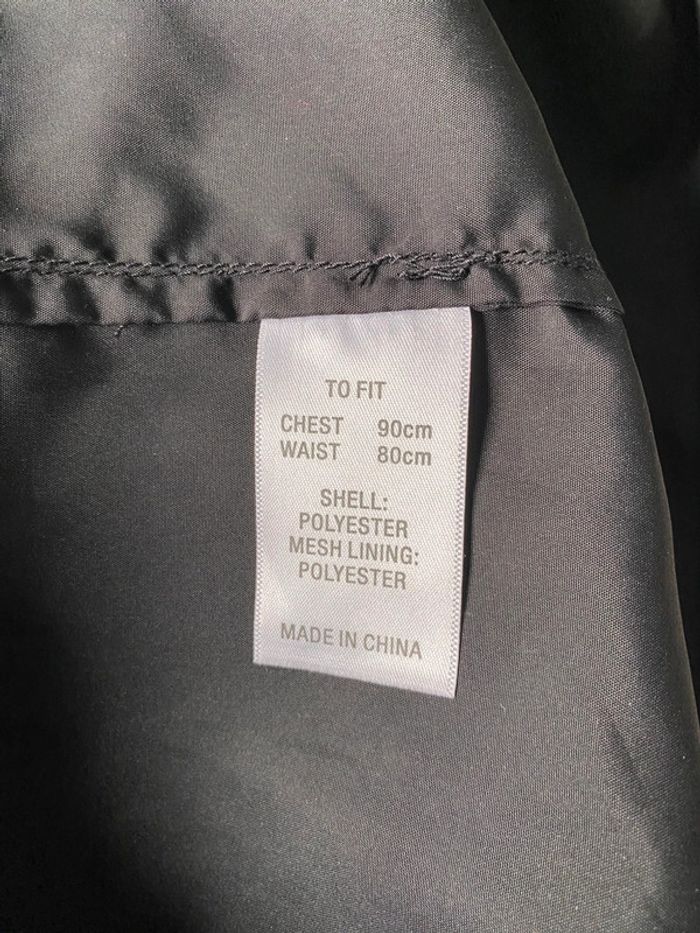 TO FIT
CHEST 90cm
WAIST 80cm
SHELL:
POLYESTER
MESH LINING:
POLYESTER
MADE IN CHINA